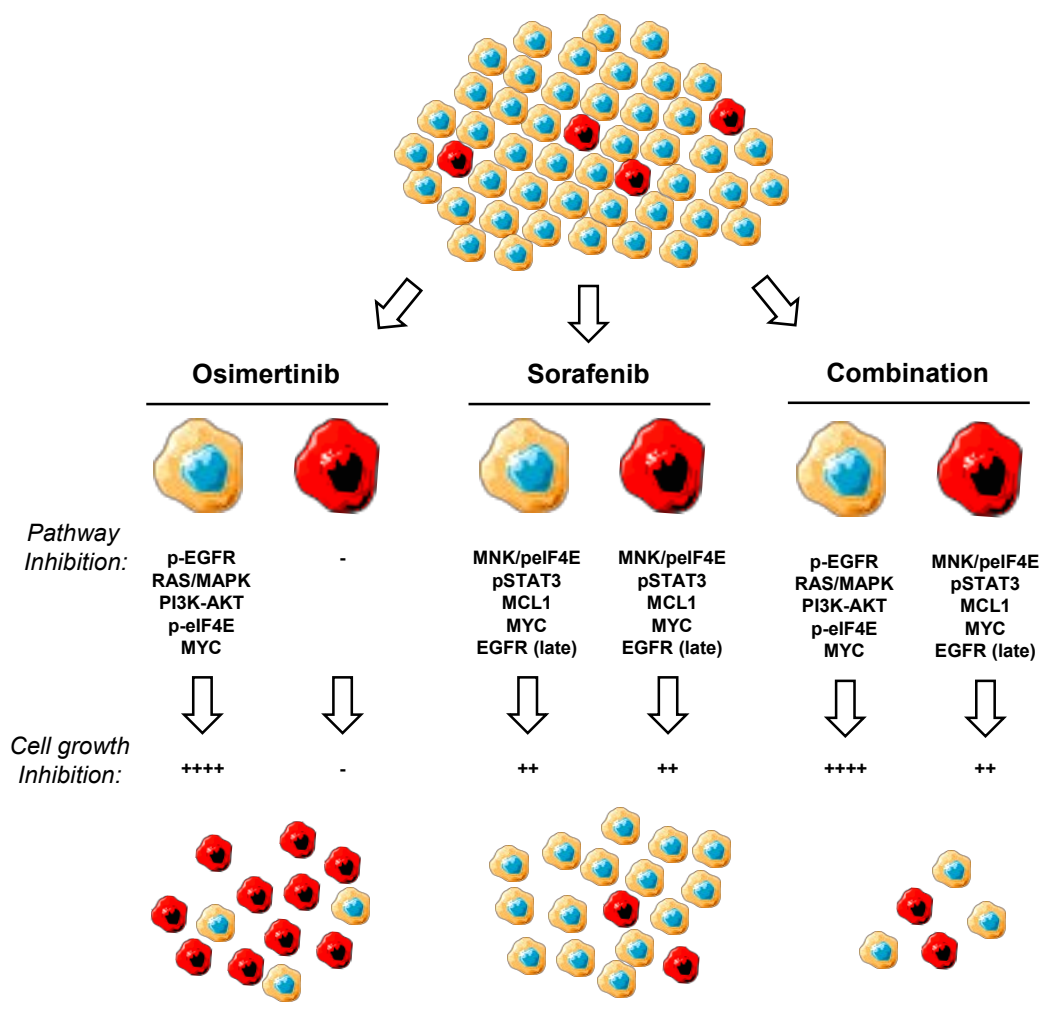 Osimertinib
Sorafenib
Combination
Pathway
Inhibition:
p-EGFR
RAS/MAPK
PI3K-AKT
p-eIF4E
MYC
-
MNK/peIF4E
pSTAT3
MCL1
MYC
EGFR (late)
MNK/peIF4E
pSTAT3
MCL1
MYC
EGFR (late)
p-EGFR
RAS/MAPK
PI3K-AKT
p-eIF4E
MYC
MNK/peIF4E
pSTAT3
MCL1
MYC
EGFR (late)
Cell growth
Inhibition:
++++
-
++
++
++++
++